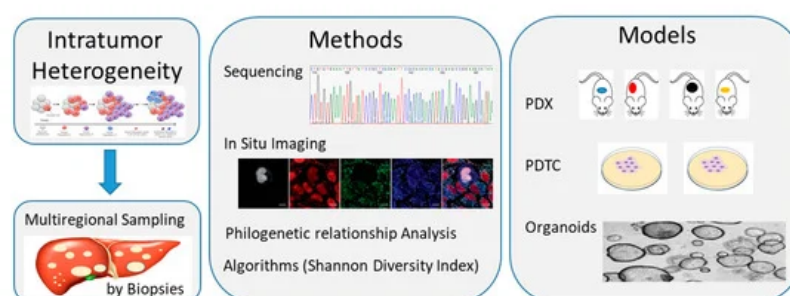 Intratumor
Heterogeneity
Multiregional Sampling
by Biopsies
Methods
Sequencing
In Situ Imaging
Philogenetic relationship Analysis
Algorithms (Shannon Diversity Index)
Models
PDX
PDTC
Organoids